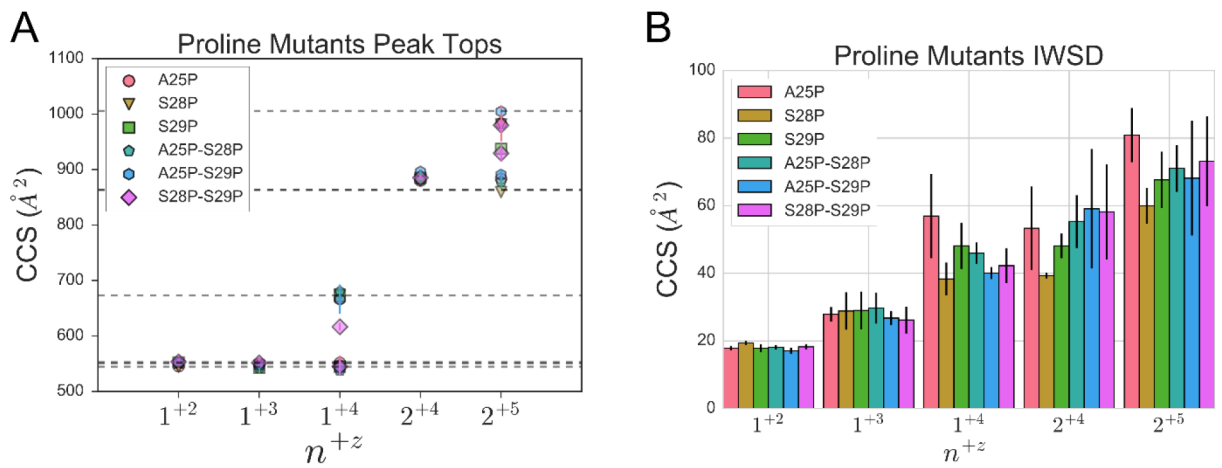 A
Proline Mutants Peak Tops
CCS (Å²)
1100
1000
900
800
700
600
500
A25P
S28P
S29P
A25P-S28P
A25P-S29P
S28P-S29P
1⁺²
1⁺³
1⁺⁴
2⁺⁴
2⁺⁵
n⁺ᶻ
B
Proline Mutants IWSD
CCS (Å²)
100
80
60
40
20
0
A25P
S28P
S29P
A25P-S28P
A25P-S29P
S28P-S29P
1⁺²
1⁺³
1⁺⁴
2⁺⁴
2⁺⁵
n⁺ᶻ